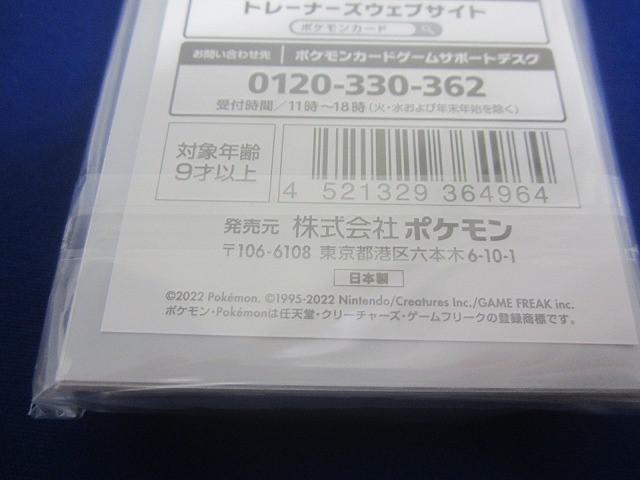 トレーナーズウェブサイト
ポケモンカード
お問い合わせ先 ポケモンカードゲームサポートデスク
0120-330-362
受付時間／11時～18時（火・水および年末年始を除く）
対象年齢
9才以上
4 521329 364964
発売元 株式会社 ポケモン
〒106-6108 東京都港区六本木6-10-1
日本製
©2022 Pokémon. ©1995-2022 Nintendo/Creatures Inc./GAME FREAK inc.
ポケモン・Pokémonは任天堂・クリーチャーズ・ゲームフリークの登録商標です。